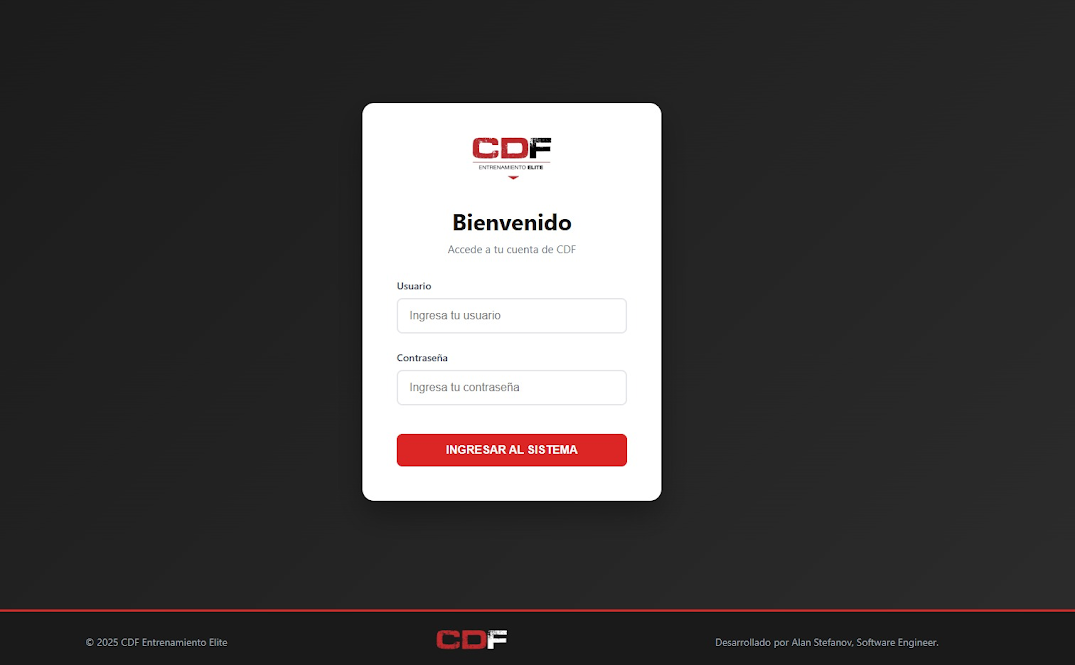 CDF
ENTRENAMIENTO ELITE
Bienvenido
Accede a tu cuenta de CDF
Usuario
Ingresa tu usuario
Contraseña
Ingresa tu contraseña
INGRESAR AL SISTEMA
© 2025 CDF Entrenamiento Elite
CDF
Desarrollado por Alan Stefanov, Software Engineer.